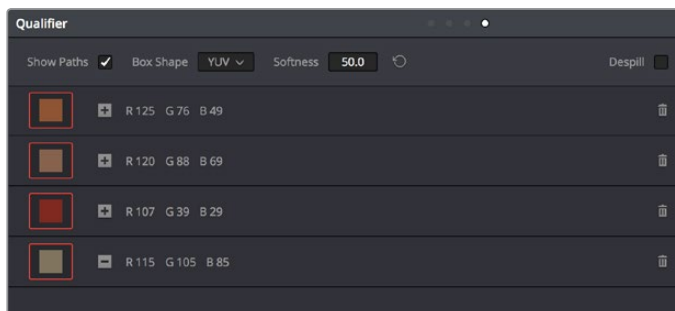 Qualifier
Show Paths Box Shape YUV Softness 50.0 Despill
R 125 G 76 B 49
R 120 G 88 B 69
R 107 G 39 B 29
R 115 G 105 B 85